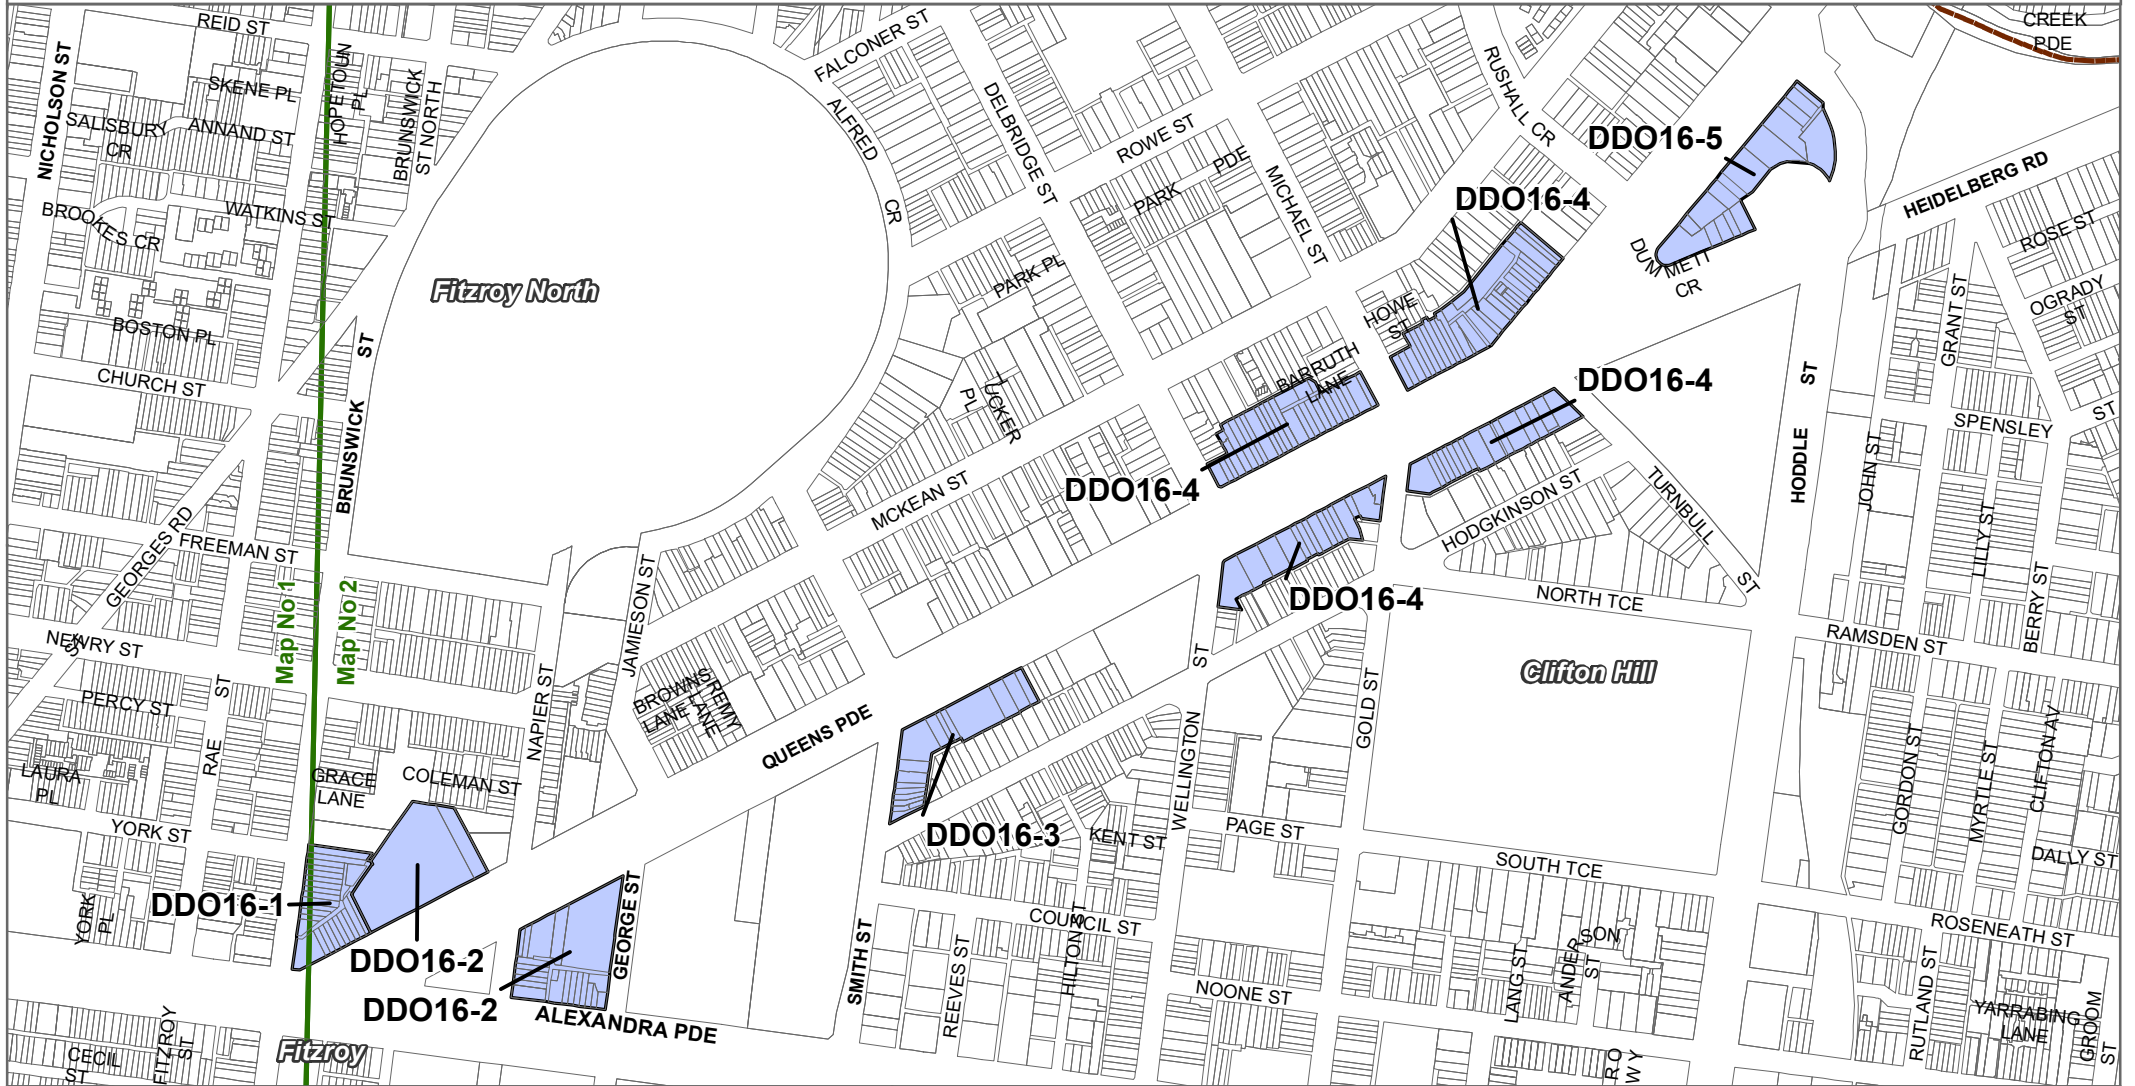 REID ST
NICHOLSON ST
SKENE PL
HOPETOUN
PL
BRUNSWICK
ST NORTH
SALISBURY
CR
ANNAND ST
BROOKES CR
WATKINS ST
BOSTON PL
CHURCH ST
BRUNSWICK
ST
Fitzroy North
FALCONER ST
ALFRED
CR
DELBRIDGE ST
ROWE ST
PARK
PDE
MICHAEL ST
PARK PL
RUSHALL CR
CREEK
PDE
DDO16-5
DDO16-4
HEIDELBERG RD
ROSE ST
OGRADY
ST
DUMMETT
CR
GRANT ST
HOWE
ST
BARRUTH
LANE
DDO16-4
TUCKER
PL
MCKEAN ST
DDO16-4
HODDLE
ST
JOHN ST
SPENSLEY
ST
HODGKINSON ST
TURNBULL
ST
LILLY ST
BERRY ST
GEORGES RD
ST
FREEMAN ST
Map No 1
Map No 2
NEWRY ST
PERCY ST
RAE
ST
NAPIER ST
JAMIESON ST
BROWNS
LANE
REMY
LANE
QUEENS PDE
DDO16-4
NORTH TCE
RAMSDEN ST
Clifton Hill
ST
WELLINGTON
GOLD ST
LAURA
PL
GRACE
LANE
COLEMAN ST
YORK ST
DDO16-3
KENT ST
PAGE ST
SOUTH TCE
GORDON ST
MYRTLE ST
CLIFTON AV
DALLY ST
DDO16-1
YORK
PL
DDO16-2
DDO16-2
GEORGE ST
ALEXANDRA PDE
SMITH ST
COUNCIL ST
REEVES ST
HILTON ST
NOONE ST
LANG ST
ANDER
SON
ST
ROSENEATH ST
RUTLAND ST
YARRABING
LANE
GROOM
ST
Fitzroy
CECIL
ST
FITZROY
ST
RO
WY